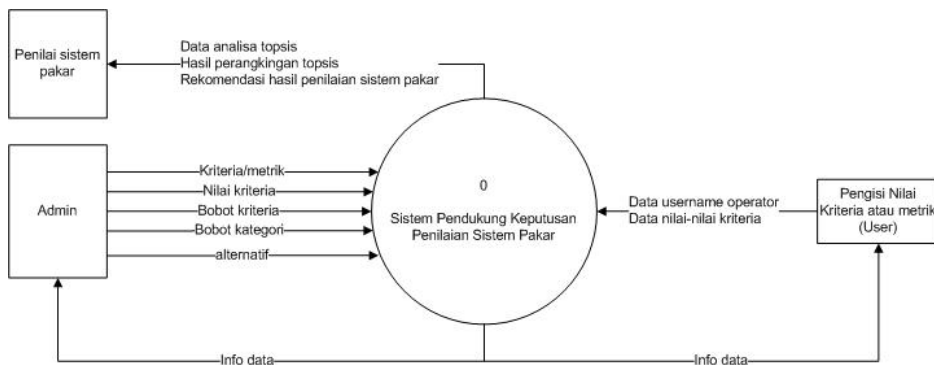 Penilai sistem
pakar
Data analisa topsis
Hasil perangkingan topsis
Rekomendasi hasil penilaian sistem pakar
Admin
Kriteria/metrik
Nilai kriteria
Bobot kriteria
Bobot kategori
alternatif
0
Sistem Pendukung Keputusan
Penilaian Sistem Pakar
Data username operator
Data nilai-nilai kriteria
Pengisi Nilai
Kriteria atau metrik
(User)
Info data
Info data